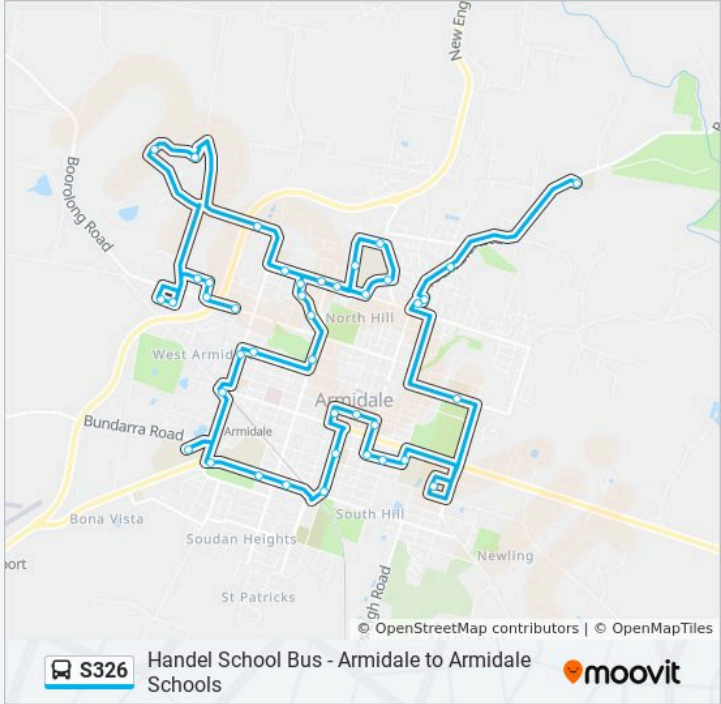 New Eng
Boorolong Road
North Hill
West Armid
Armidale
Bundarra Road
Armidale
South Hill
Bona Vista
Soudan Heights
Newling
port
St Patricks
gh Road
© OpenStreetMap contributors | © OpenMapTiles
S326
Handel School Bus - Armidale to Armidale
Schools
moovit